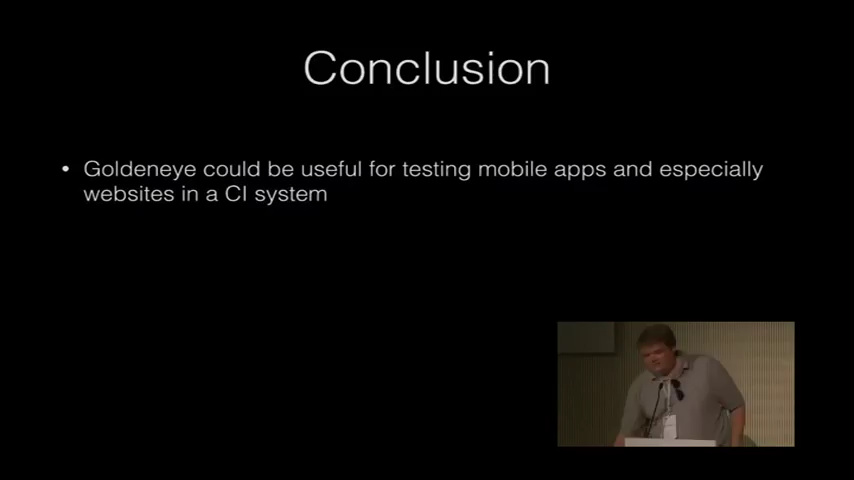 Conclusion
• Goldeneye could be useful for testing mobile apps and especially
websites in a CI system